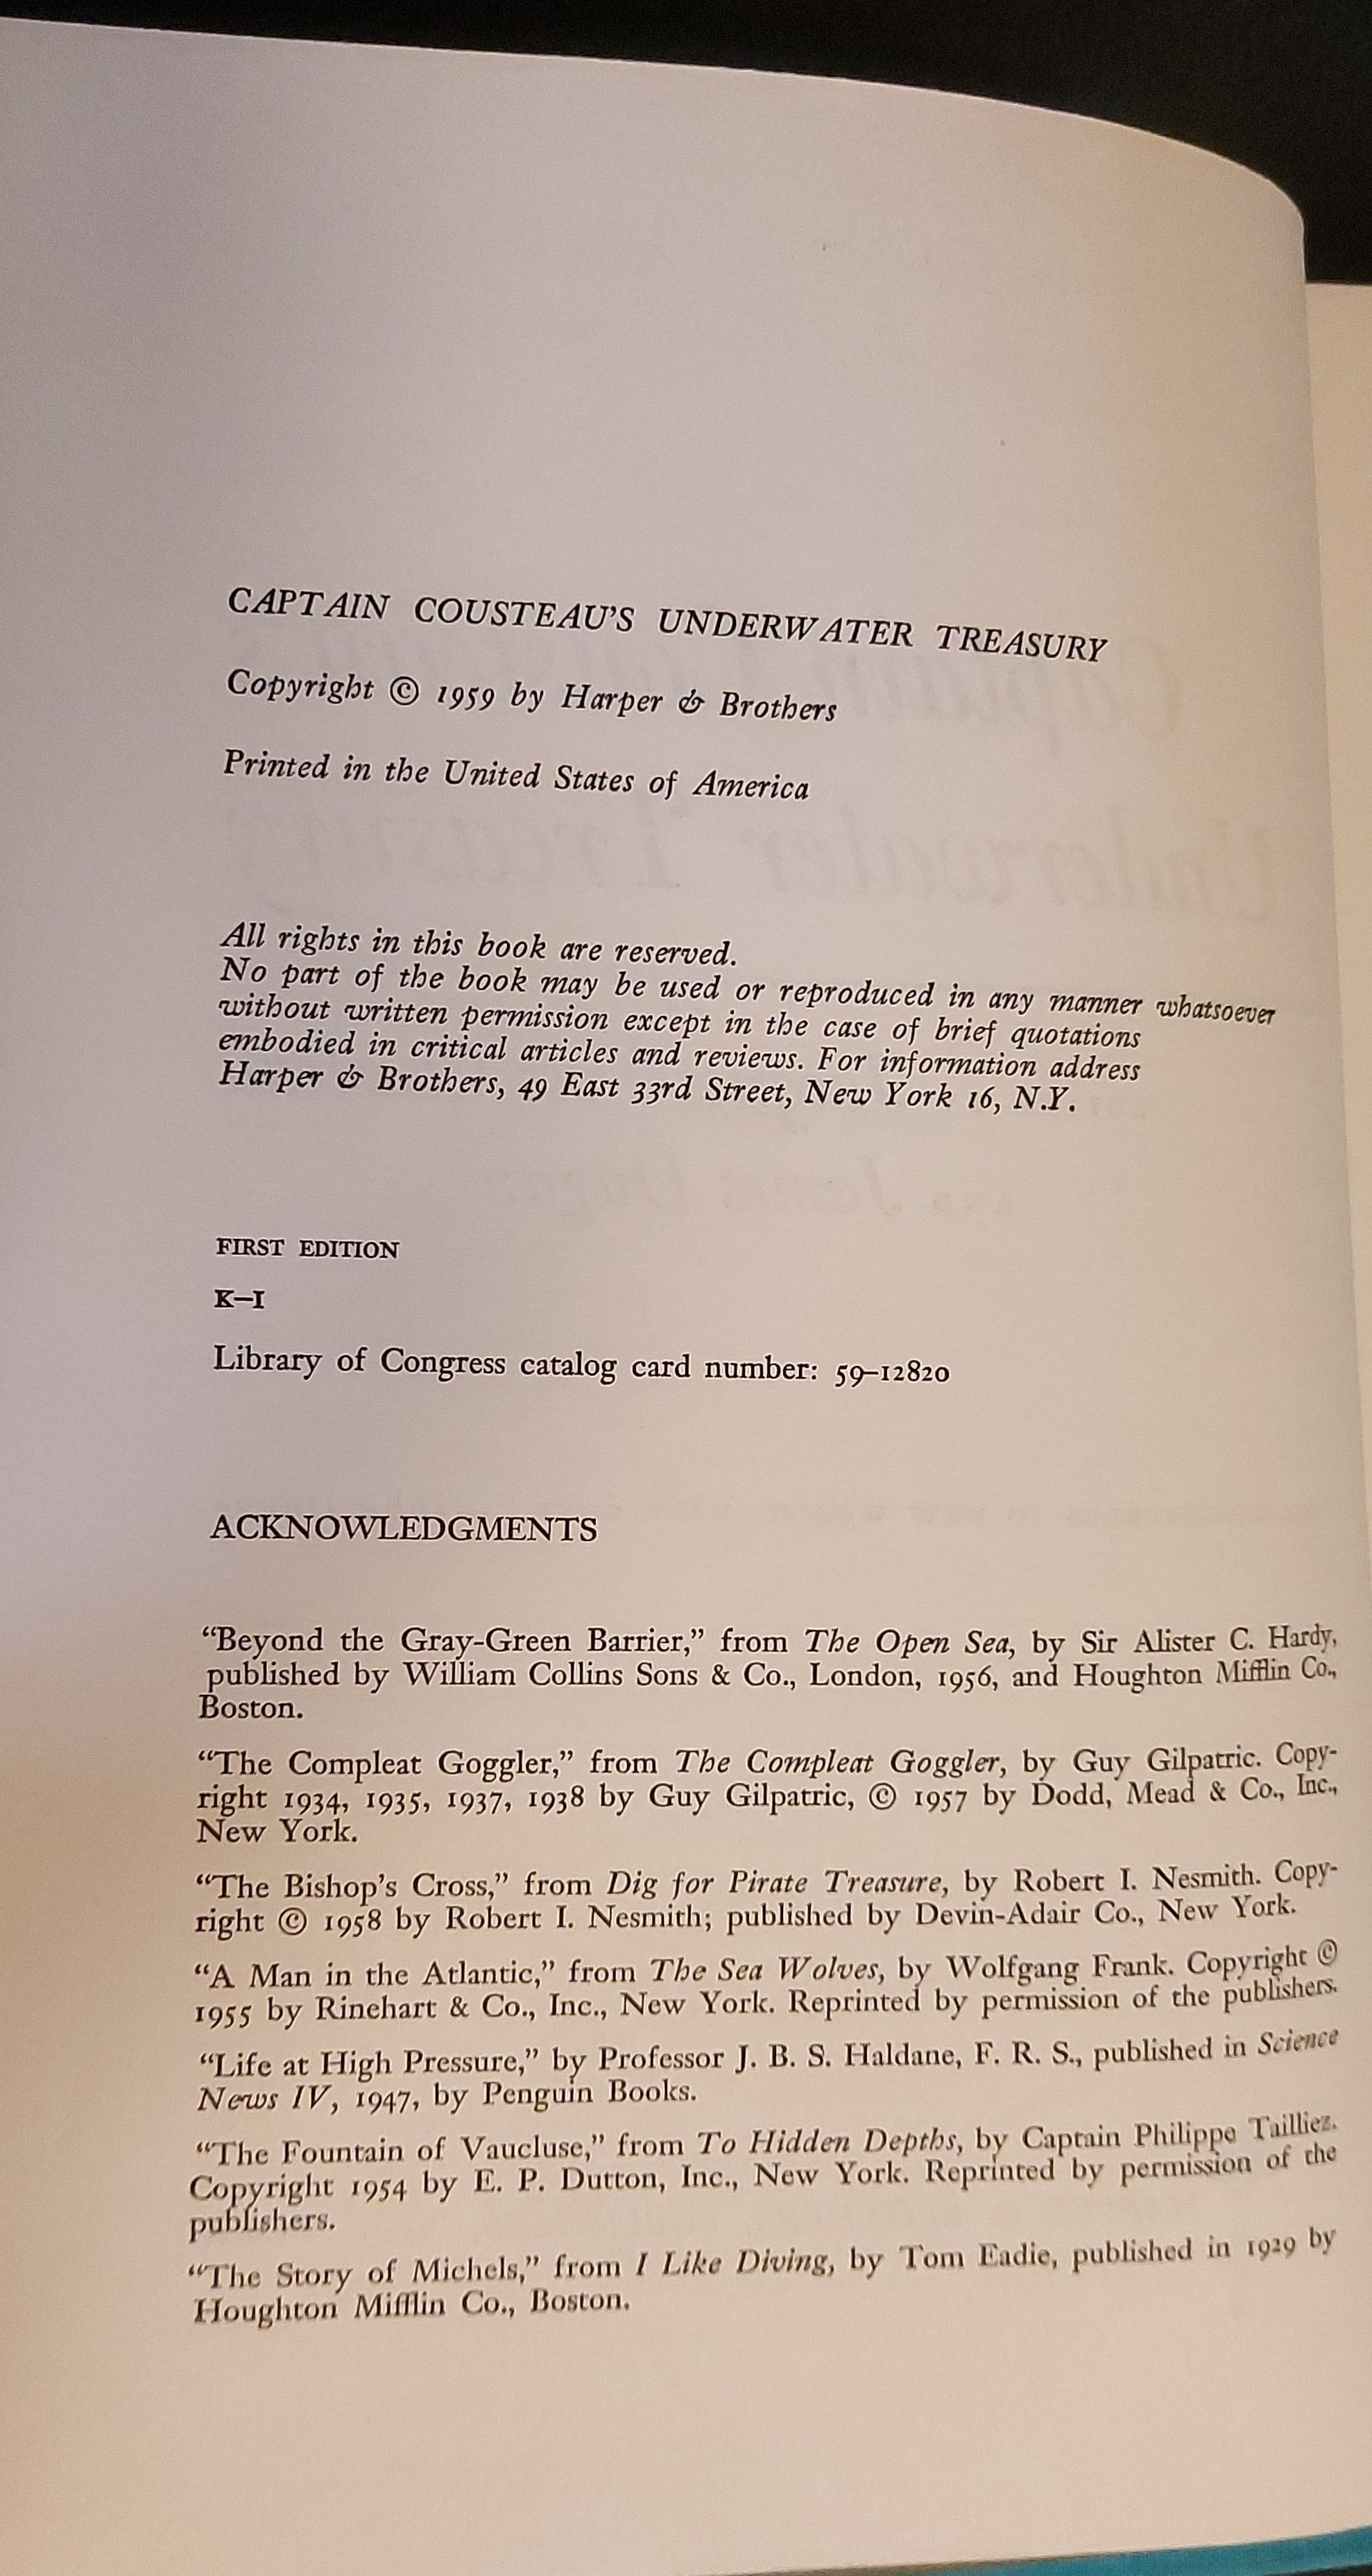 CAPTAIN COUSTEAU'S UNDERWATER TREASURY
Copyright © 1959 by Harper & Brothers
Printed in the United States of America
All rights in this book are reserved.
No part of the book may be used or reproduced in any manner whatsoever
without written permission except in the case of brief quotations
embodied in critical articles and reviews. For information address
Harper & Brothers, 49 East 33rd Street, New York 16, N.Y.
FIRST EDITION
K–I
Library of Congress catalog card number: 59–12820
ACKNOWLEDGMENTS
“Beyond the Gray-Green Barrier,” from The Open Sea, by Sir Alister C. Hardy,
published by William Collins Sons & Co., London, 1956, and Houghton Mifflin Co.,
Boston.
“The Compleat Goggler,” from The Compleat Goggler, by Guy Gilpatric. Copy-
right 1934, 1935, 1937, 1938 by Guy Gilpatric, © 1957 by Dodd, Mead & Co., Inc.,
New York.
“The Bishop's Cross,” from Dig for Pirate Treasure, by Robert I. Nesmith. Copy-
right © 1958 by Robert I. Nesmith; published by Devin-Adair Co., New York.
“A Man in the Atlantic,” from The Sea Wolves, by Wolfgang Frank. Copyright ©
1955 by Rinehart & Co., Inc., New York. Reprinted by permission of the publishers.
“Life at High Pressure,” by Professor J. B. S. Haldane, F. R. S., published in Science
News IV, 1947, by Penguin Books.
“The Fountain of Vaucluse,” from To Hidden Depths, by Captain Philippe Tailliez.
Copyright 1954 by E. P. Dutton, Inc., New York. Reprinted by permission of the
publishers.
“The Story of Michels,” from I Like Diving, by Tom Eadie, published in 1929 by
Houghton Mifflin Co., Boston.